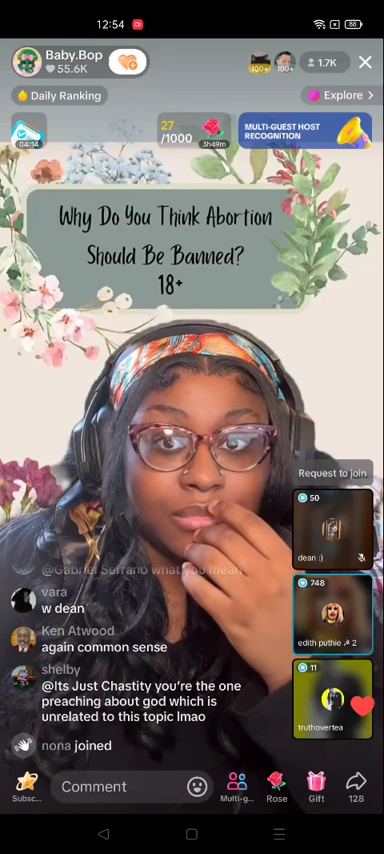 12:54
88
Baby.Bop
55.6K
100+
100+
1.7K
Daily Ranking
Explore >
04:14
27
/1000
3h49m
MULTI-GUEST HOST
RECOGNITION
Why Do You Think Abortion
Should Be Banned?
18+
Request to join
50
dean :)
748
edith puthie 2
11
truthovertea
@Gabriel Serrano what you mean
vara
w dean
Ken Atwood
again common sense
shelby
@Its Just Chastity you're the one
preaching about god which is
unrelated to this topic lmao
nona joined
Subsc...
Comment
Multi-g...
Rose
Gift
128